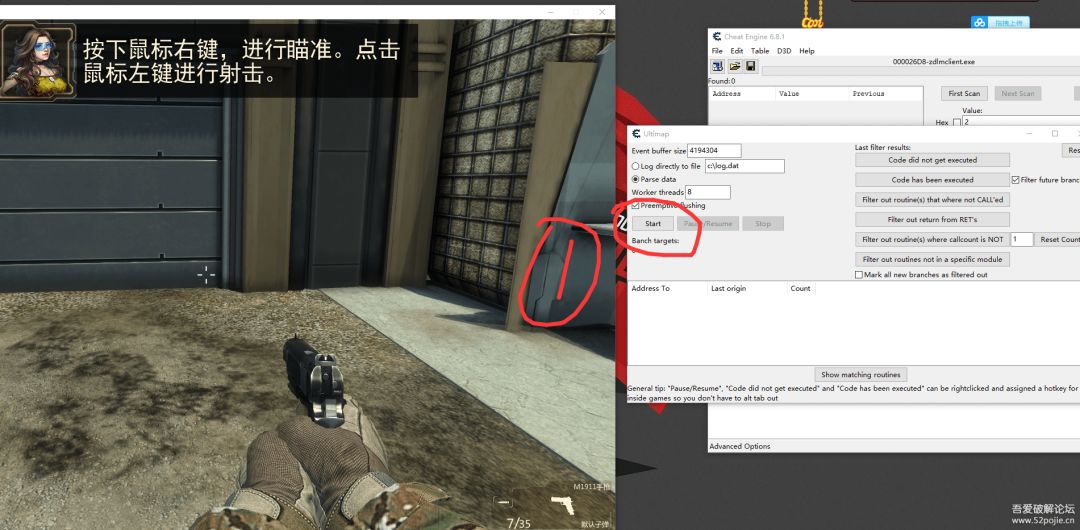 按下鼠标右键，进行瞄准。点击
鼠标左键进行射击。
M1911手枪
7/35
默认子弹
Cool
拖拽上传
Cheat Engine 6.8.1
File Edit Table D3D Help
000026D8-zdlmclient.exe
Found:0
Address Value Previous
First Scan Next Scan
Value:
Hex 2
Ultimap
Event buffer size 4194304
Log directly to file c:\log.dat
Parse data
Worker threads 8
Preemptive flushing
Start Pause/Resume Stop
Banch targets:
Last filter results:
Code did not get executed
Code has been executed
Filter future branc
Filter out routine(s) that where not CALL'ed
Filter out return from RET's
Filter out routine(s) where callcount is NOT 1 Reset Count
Filter out routines not in a specific module
Mark all new branches as filtered out
Address To Last origin Count
Show matching routines
General tip: "Pause/Resume", "Code did not get executed" and "Code has been executed" can be rightclicked and assigned a hotkey for
inside games so you don't have to alt tab out
Advanced Options
吾爱破解论坛
www.52pojie.cn